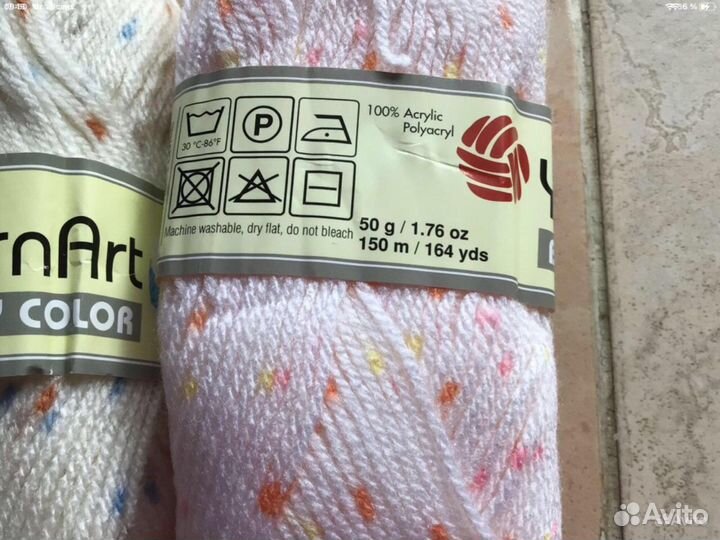 100% Acrylic
Polyacryl
P
30 °C-86°F
Machine washable, dry flat, do not bleach
50 g / 1.76 oz
150 m / 164 yds
rnArt
COLOR
Avito